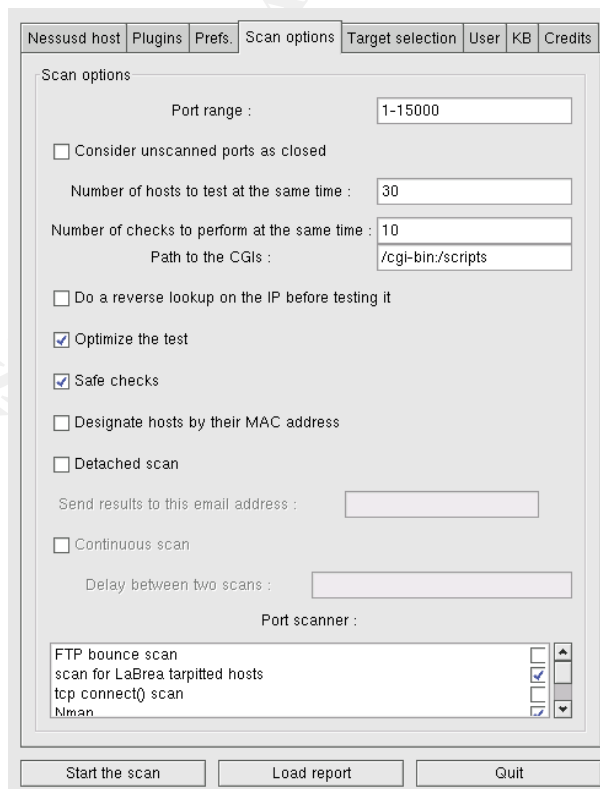 Nessusd host Plugins Prefs. Scan options Target selection User KB Credits
Scan options
Port range : 1-15000
Consider unscanned ports as closed
Number of hosts to test at the same time : 30
Number of checks to perform at the same time : 10
Path to the CGIs : /cgi-bin:/scripts
Do a reverse lookup on the IP before testing it
Optimize the test
Safe checks
Designate hosts by their MAC address
Detached scan
Send results to this email address :
Continuous scan
Delay between two scans :
Port scanner :
FTP bounce scan
scan for LaBrea tarpitted hosts
tcp connect() scan
Nmap
Start the scan Load report Quit